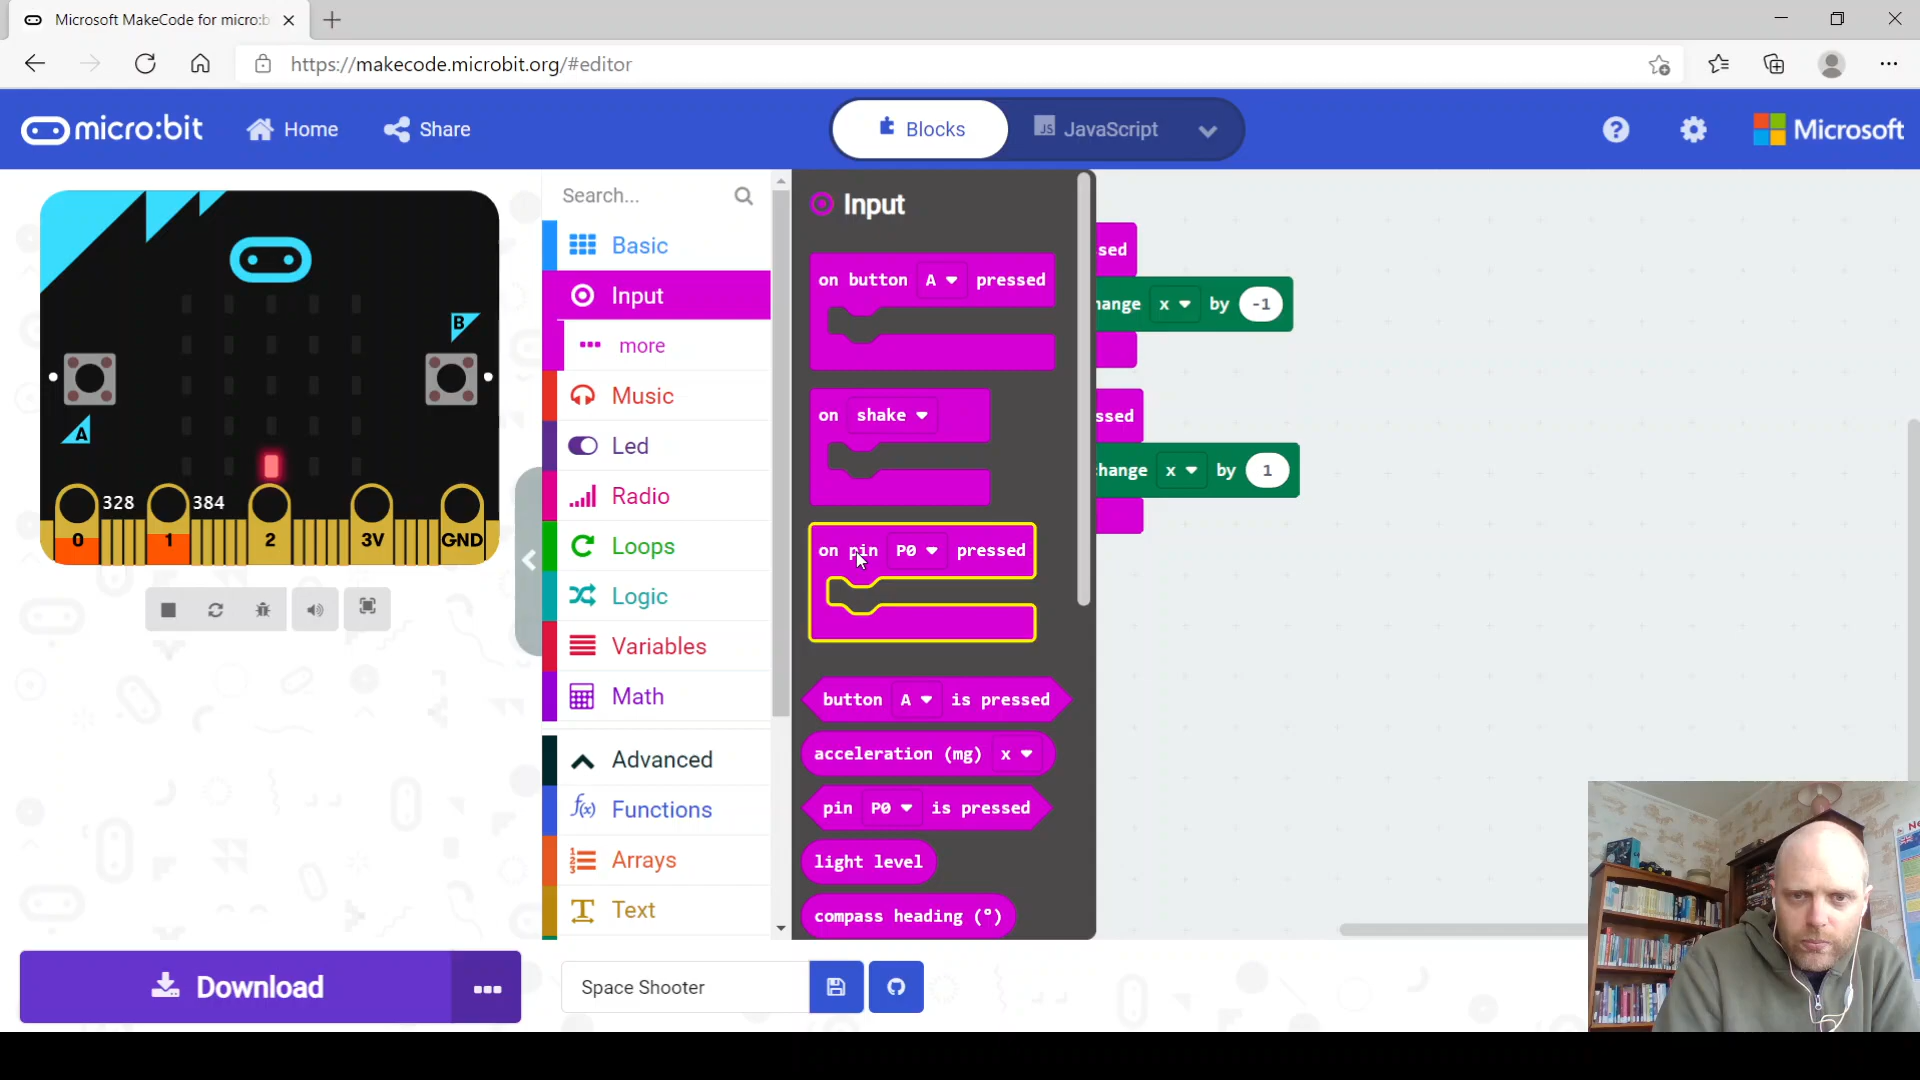 Microsoft MakeCode for micro:b
https://makecode.microbit.org/#editor
micro:bit
Home
Share
Blocks
JS JavaScript
?
Microsoft
B
A
328
384
0
1
2
3V
GND
Search...
Basic
Input
more
Music
Led
Radio
Loops
Logic
Variables
Math
Advanced
f(x) Functions
Arrays
Text
Input
on button A pressed
on shake
on pin P0 pressed
button A is pressed
acceleration (mg) x
pin P0 is pressed
light level
compass heading (°)
sed
hange x by -1
ssed
change x by 1
Download
Space Shooter